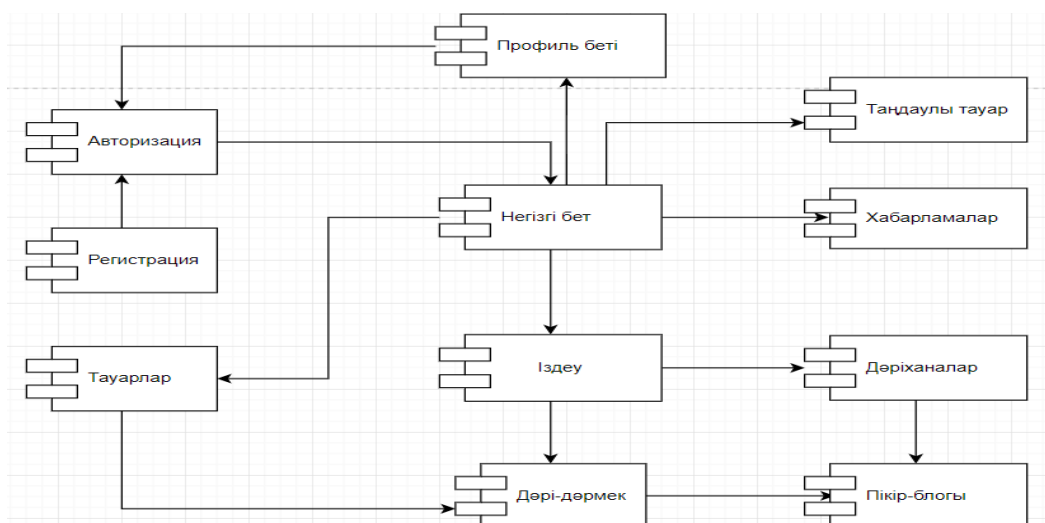 Профиль беті
Таңдаулы тауар
Авторизация
Негізгі бет
Хабарламалар
Регистрация
Тауарлар
Іздеу
Дәріханалар
Дәрі-дәрмек
Пікір-блогы